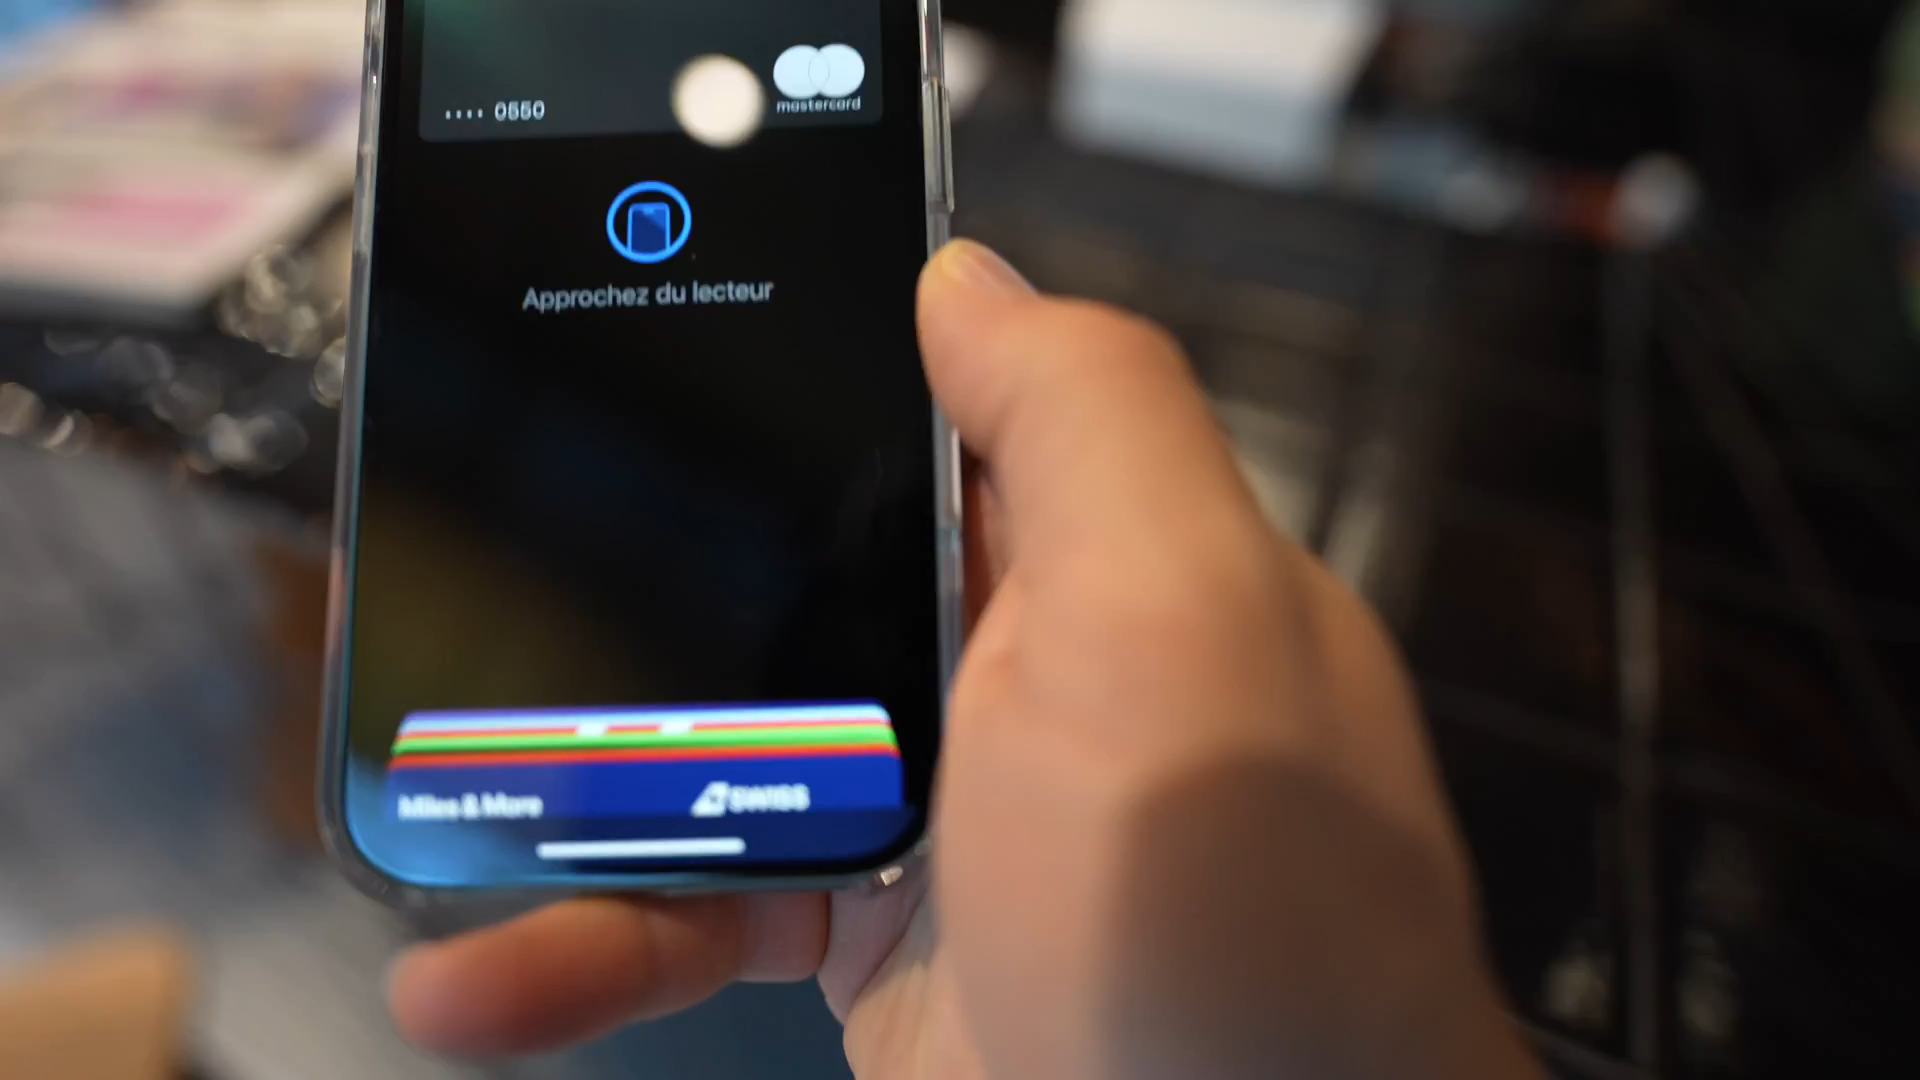 mastercard
.... 0550
Approchez du lecteur
Miles & More
SWISS